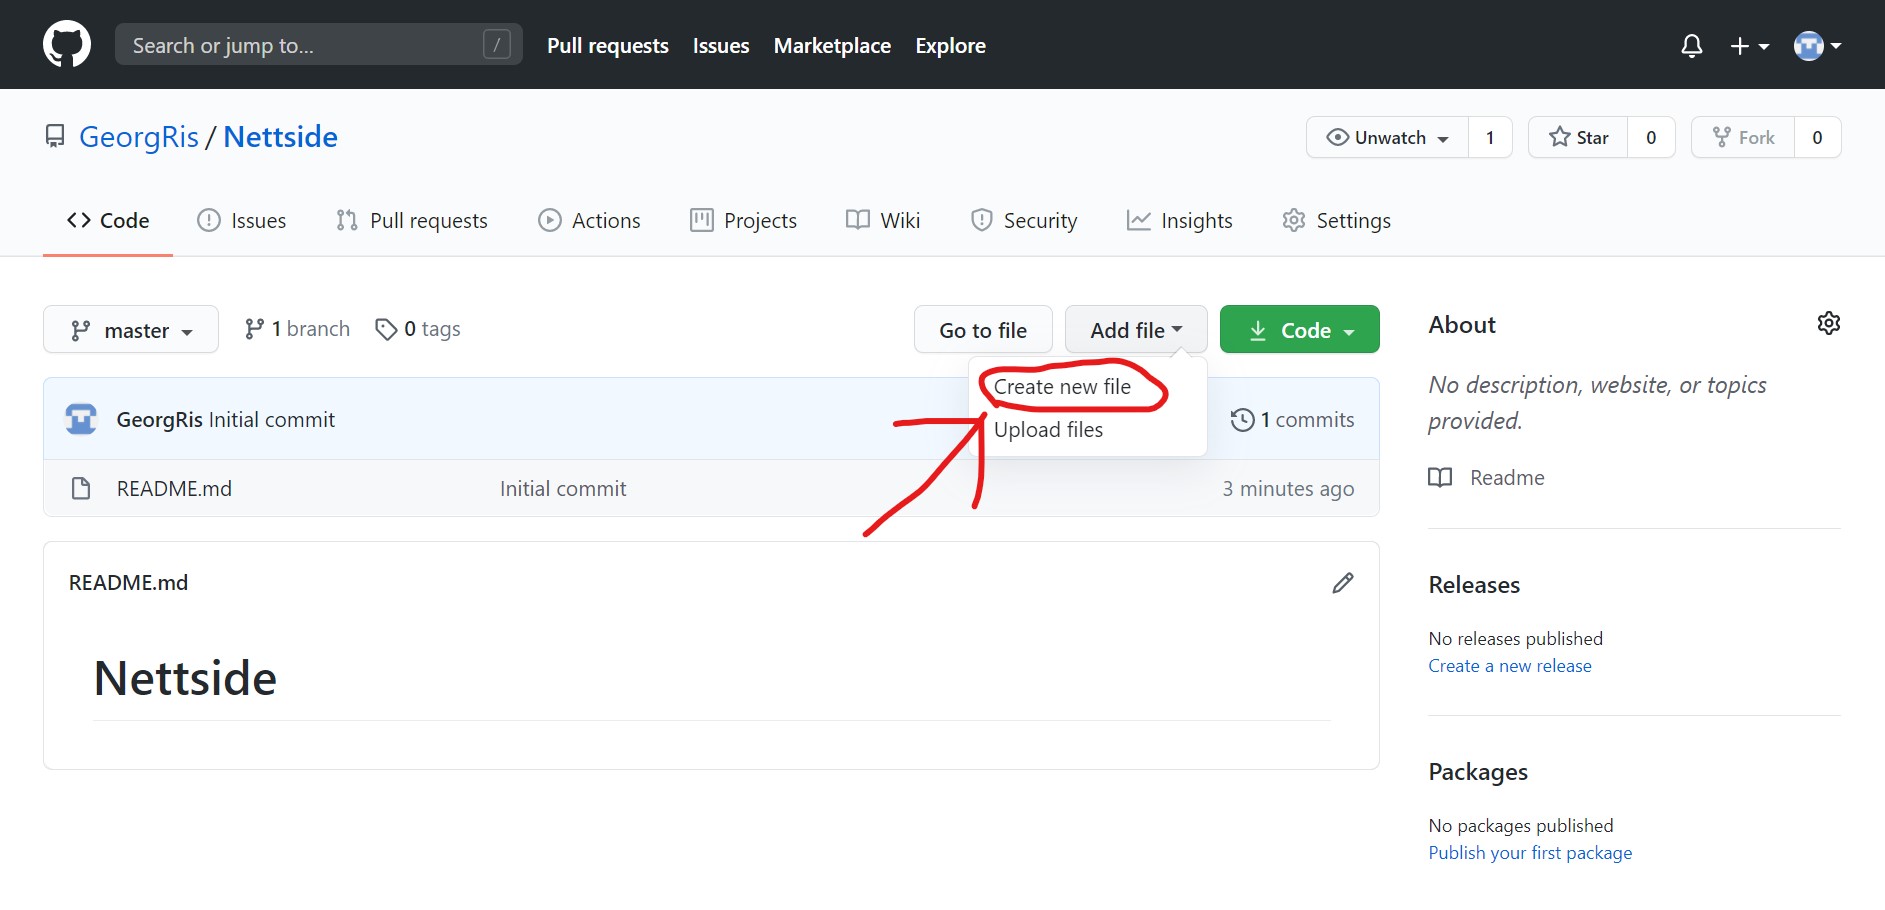 Search or jump to... / Pull requests Issues Marketplace Explore
GeorgRis / Nettside Unwatch 1 Star 0 Fork 0
Code Issues Pull requests Actions Projects Wiki Security Insights Settings
master 1 branch 0 tags Go to file Add file Code
Create new file
Upload files
GeorgRis Initial commit 1 commits
README.md Initial commit 3 minutes ago
README.md
Nettside
About
No description, website, or topics
provided.
Readme
Releases
No releases published
Create a new release
Packages
No packages published
Publish your first package